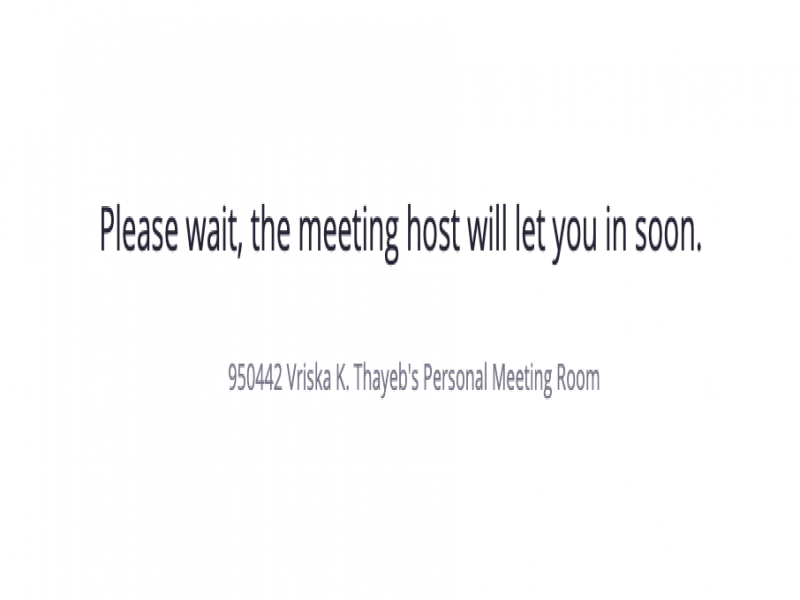 Please wait, the meeting host will let you in soon.
950442 Vriska K. Thayeb's Personal Meeting Room